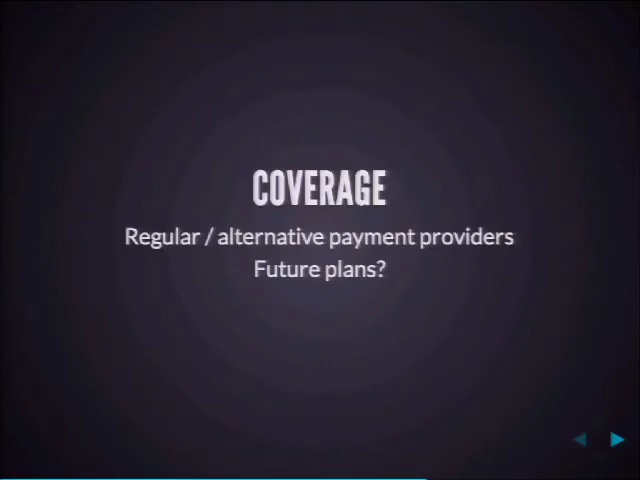 COVERAGE
Regular / alternative payment providers
Future plans?